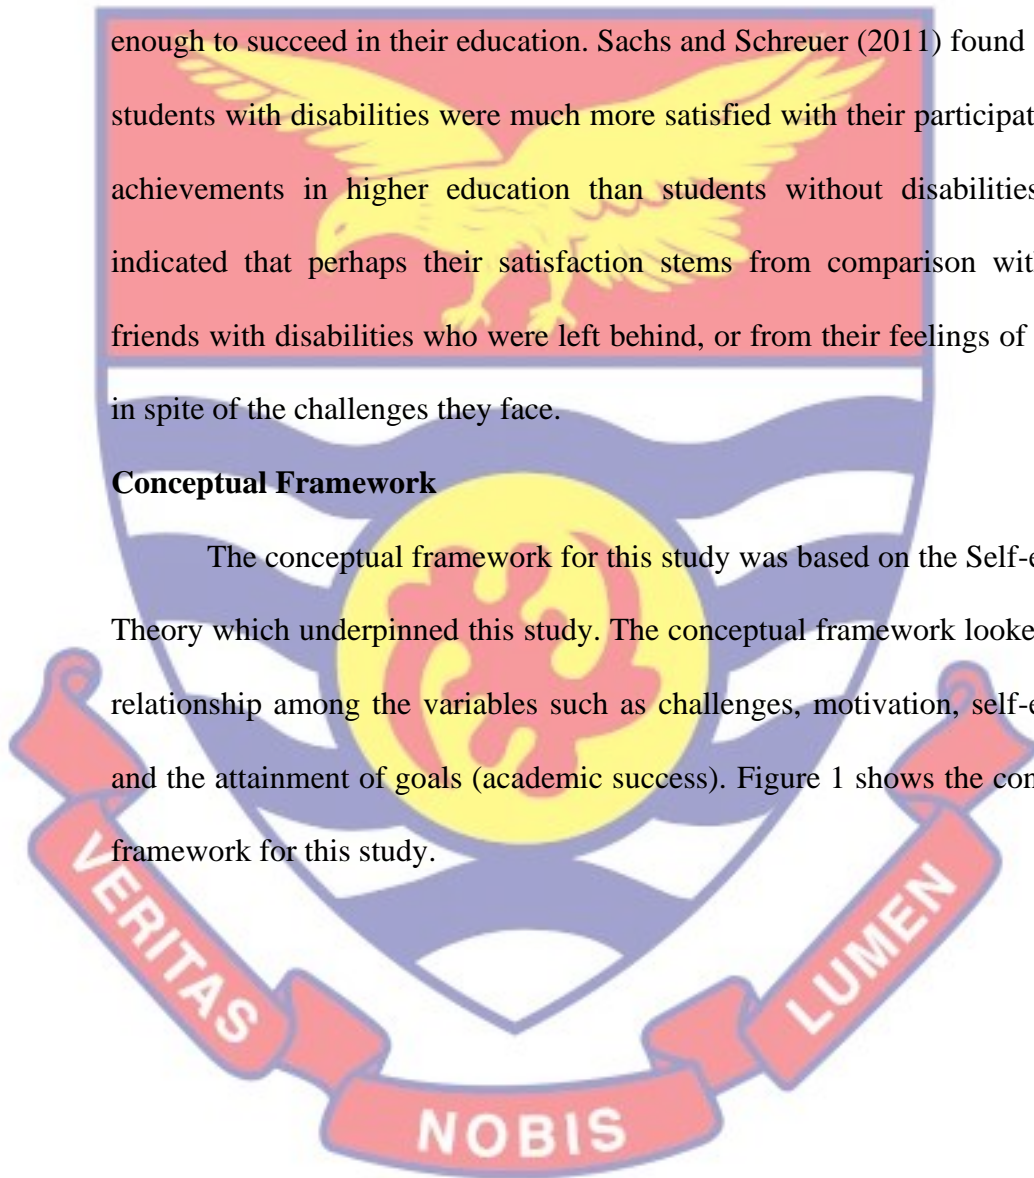 enough to succeed in their education. Sachs and Schreuer (2011) found
students with disabilities were much more satisfied with their participat
achievements in higher education than students without disabilities
indicated that perhaps their satisfaction stems from comparison wit
friends with disabilities who were left behind, or from their feelings of
in spite of the challenges they face.
Conceptual Framework
The conceptual framework for this study was based on the Self-e
Theory which underpinned this study. The conceptual framework looke
relationship among the variables such as challenges, motivation, self-e
and the attainment of goals (academic success). Figure 1 shows the con
framework for this study.
VERITAS
NOBIS
LUMEN